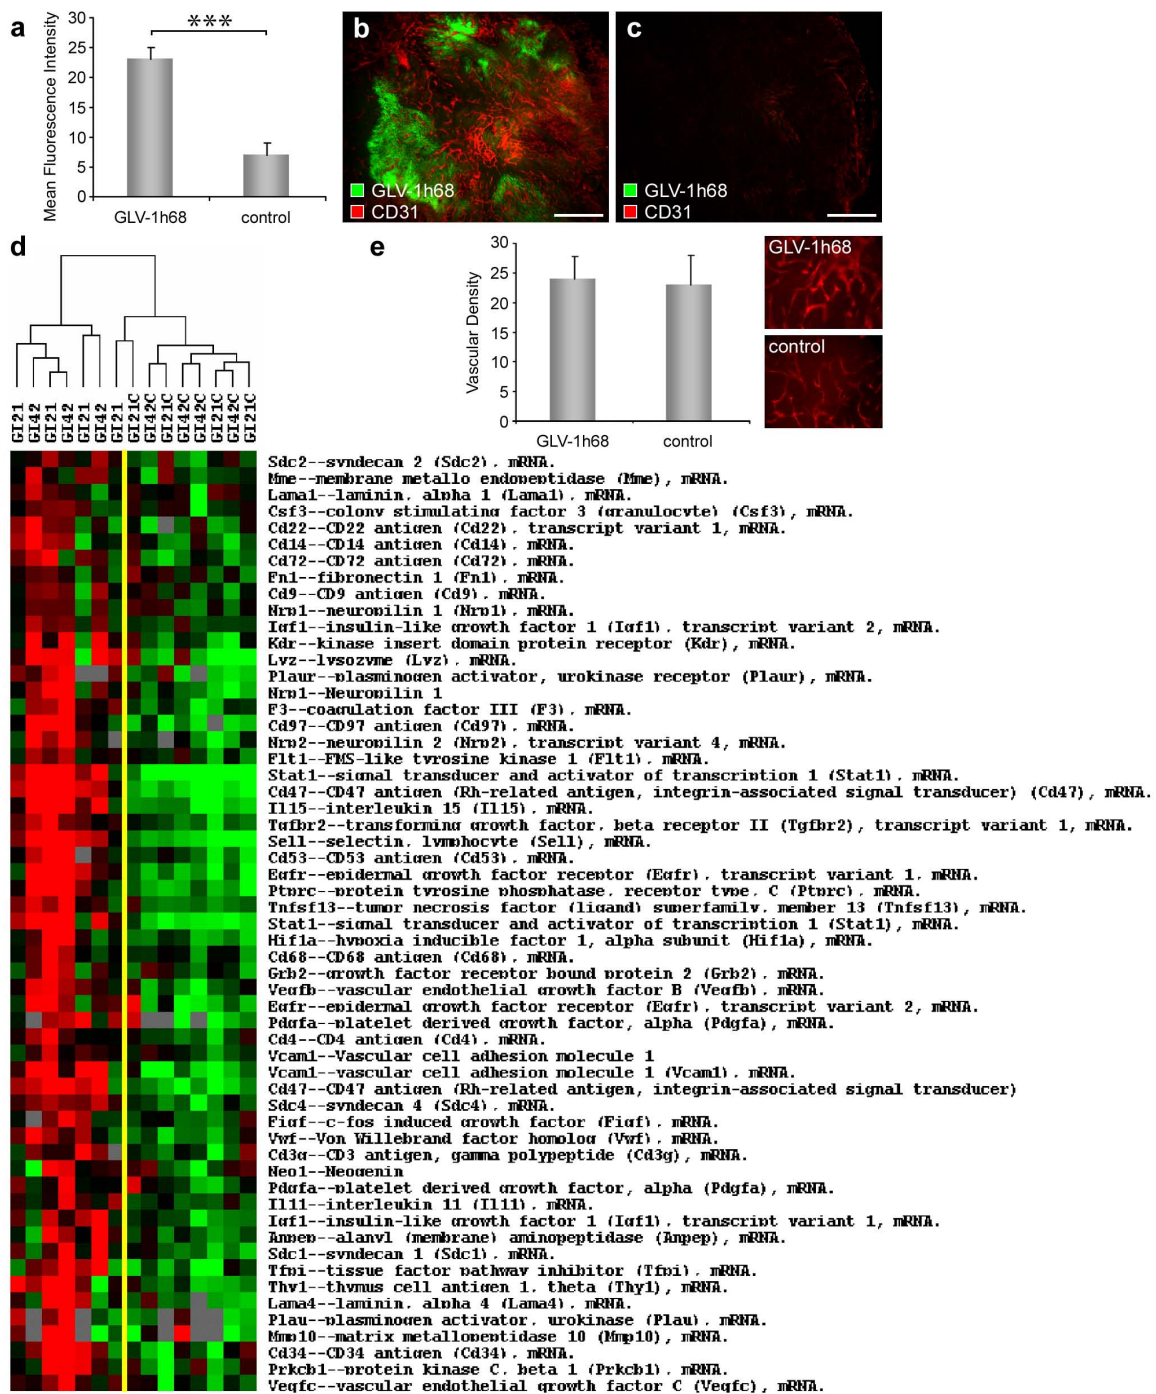 a
Mean Fluorescence Intensity
30
25
20
15
10
5
0
***
GLV-1h68
control
b
GLV-1h68
CD31
c
GLV-1h68
CD31
d
GI21
GI42
GI21
GI42
GI21
GI42
GI21
GI21C
GI42C
GI21C
GI42C
GI42C
GI21C
GI42C
GI21C
e
Vascular Density
30
25
20
15
10
5
0
GLV-1h68
control
GLV-1h68
control
Sdc2--syndecan 2 (Sdc2), mRNA.
Mme--membrane metallo endopeptidase (Mme), mRNA.
Lama1--laminin, alpha 1 (Lama1), mRNA.
Csf3--colony stimulating factor 3 (granulocyte) (Csf3), mRNA.
Cd22--CD22 antigen (Cd22), transcript variant 1, mRNA.
Cd14--CD14 antigen (Cd14), mRNA.
Cd72--CD72 antigen (Cd72), mRNA.
Fn1--fibronectin 1 (Fn1), mRNA.
Cd9--CD9 antigen (Cd9), mRNA.
Nrp1--neuropilin 1 (Nrp1), mRNA.
Igf1--insulin-like growth factor 1 (Igf1), transcript variant 2, mRNA.
Kdr--kinase insert domain protein receptor (Kdr), mRNA.
Lyz--lysozyme (Lyz), mRNA.
Plaur--plasminogen activator, urokinase receptor (Plaur), mRNA.
Nrp1--Neuropilin 1
F3--coagulation factor III (F3), mRNA.
Cd97--CD97 antigen (Cd97), mRNA.
Nrp2--neuropilin 2 (Nrp2), transcript variant 4, mRNA.
Flt1--FMS-like tyrosine kinase 1 (Flt1), mRNA.
Stat1--signal transducer and activator of transcription 1 (Stat1), mRNA.
Cd47--CD47 antigen (Rh-related antigen, integrin-associated signal transducer) (Cd47), mRNA.
Il15--interleukin 15 (Il15), mRNA.
Tgfbr2--transforming growth factor, beta receptor II (Tgfbr2), transcript variant 1, mRNA.
Sell--selectin, lymphocyte (Sell), mRNA.
Cd53--CD53 antigen (Cd53), mRNA.
Egfr--epidermal growth factor receptor (Egfr), transcript variant 1, mRNA.
Ptprc--protein tyrosine phosphatase, receptor type, C (Ptprc), mRNA.
Tnfsf13--tumor necrosis factor (ligand) superfamily, member 13 (Tnfsf13), mRNA.
Stat1--signal transducer and activator of transcription 1 (Stat1), mRNA.
Hif1a--hypoxia inducible factor 1, alpha subunit (Hif1a), mRNA.
Cd68--CD68 antigen (Cd68), mRNA.
Grb2--growth factor receptor bound protein 2 (Grb2), mRNA.
Vegfb--vascular endothelial growth factor B (Vegfb), mRNA.
Egfr--epidermal growth factor receptor (Egfr), transcript variant 2, mRNA.
Pdgfa--platelet derived growth factor, alpha (Pdgfa), mRNA.
Cd4--CD4 antigen (Cd4), mRNA.
Vcam1--Vascular cell adhesion molecule 1
Vcam1--vascular cell adhesion molecule 1 (Vcam1), mRNA.
Cd47--CD47 antigen (Rh-related antigen, integrin-associated signal transducer)
Sdc4--syndecan 4 (Sdc4), mRNA.
Figf--c-fos induced growth factor (Figf), mRNA.
Vwf--Von Willebrand factor homolog (Vwf), mRNA.
Cd3g--CD3 antigen, gamma polypeptide (Cd3g), mRNA.
Neo1--Neogenin
Pdgfa--platelet derived growth factor, alpha (Pdgfa), mRNA.
Il11--interleukin 11 (Il11), mRNA.
Igf1--insulin-like growth factor 1 (Igf1), transcript variant 1, mRNA.
Anpep--alanyl (membrane) aminopeptidase (Anpep), mRNA.
Sdc1--syndecan 1 (Sdc1), mRNA.
Tfpi--tissue factor pathway inhibitor (Tfpi), mRNA.
Thy1--thymus cell antigen 1, theta (Thy1), mRNA.
Lama4--laminin, alpha 4 (Lama4), mRNA.
Plau--plasminogen activator, urokinase (Plau), mRNA.
Mmp10--matrix metallopeptidase 10 (Mmp10), mRNA.
Cd34--CD34 antigen (Cd34), mRNA.
Prkcb1--protein kinase C, beta 1 (Prkcb1), mRNA.
Vegfc--vascular endothelial growth factor C (Vegfc), mRNA.